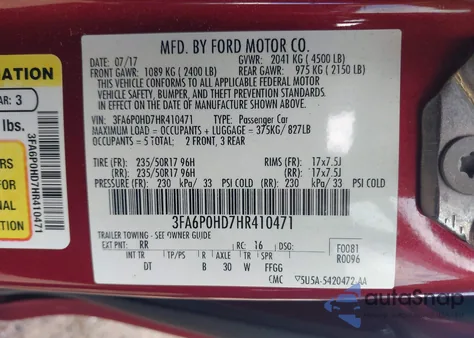 MFD. BY FORD MOTOR CO.
DATE: 07/17 GVWR: 2041 KG ( 4500 LB)
FRONT GAWR: 1089 KG ( 2400 LB) REAR GAWR: 975 KG ( 2150 LB)
THIS VEHICLE CONFORMS TO ALL APPLICABLE FEDERAL MOTOR
VEHICLE SAFETY, BUMPER, AND THEFT PREVENTION STANDARDS
IN EFFECT ON THE DATE OF MANUFACTURE SHOWN ABOVE.
VIN: 3FA6P0HD7HR410471 TYPE: Passenger Car
MAXIMUM LOAD = OCCUPANTS + LUGGAGE = 375KG / 827LB
OCCUPANTS = 5 TOTAL: 2 FRONT, 3 REAR
TIRE (FR): 235/50R17 96H RIMS (FR): 17x7.5J
TIRE (RR): 235/50R17 96H RIMS (RR): 17x7.5J
PRESSURE (FR): 230 kPa/ 33 PSI COLD (RR): 230 kPa/ 33 PSI COLD
3FA6P0HD7HR410471
TRAILER TOWING - SEE OWNER GUIDE
EXT PNT: RR RC: 16 DSO: F0081
R0096
INT TR TP/PS R AXLE TR SPR
DT B 30 W FFGG
CMC 5U5A-5420472-AA
ATION
AR: 3
lbs.
ERS
3FA6P0HD7HR410471
autoSnap